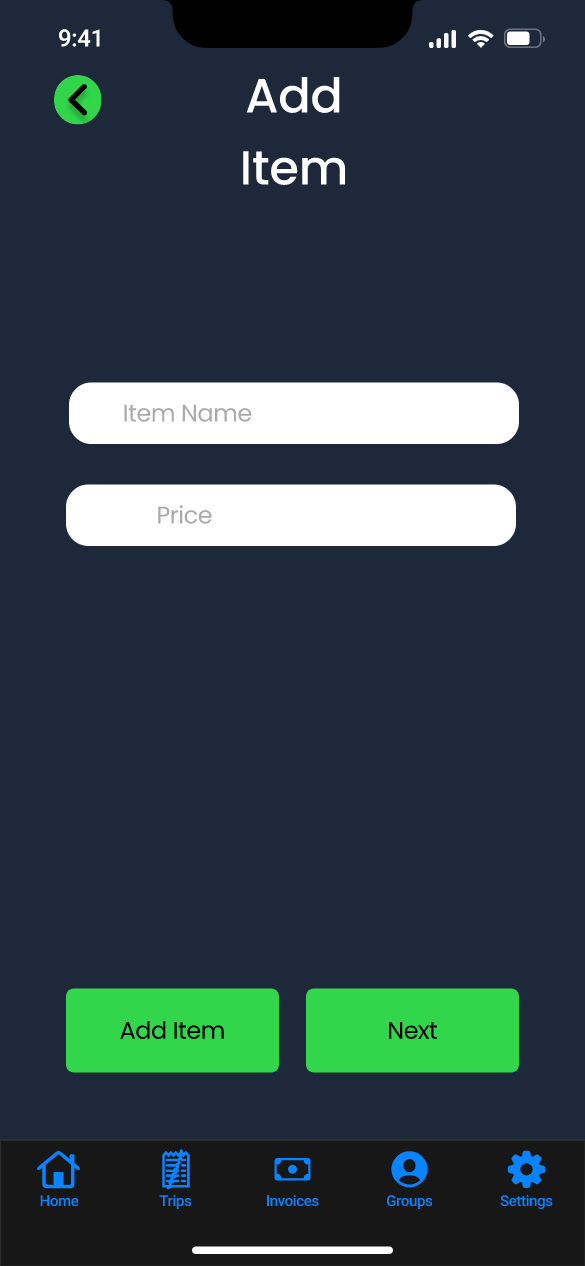 9:41
Add
Item
Item Name
Price
Add Item
Next
Home
Trips
Invoices
Groups
Settings